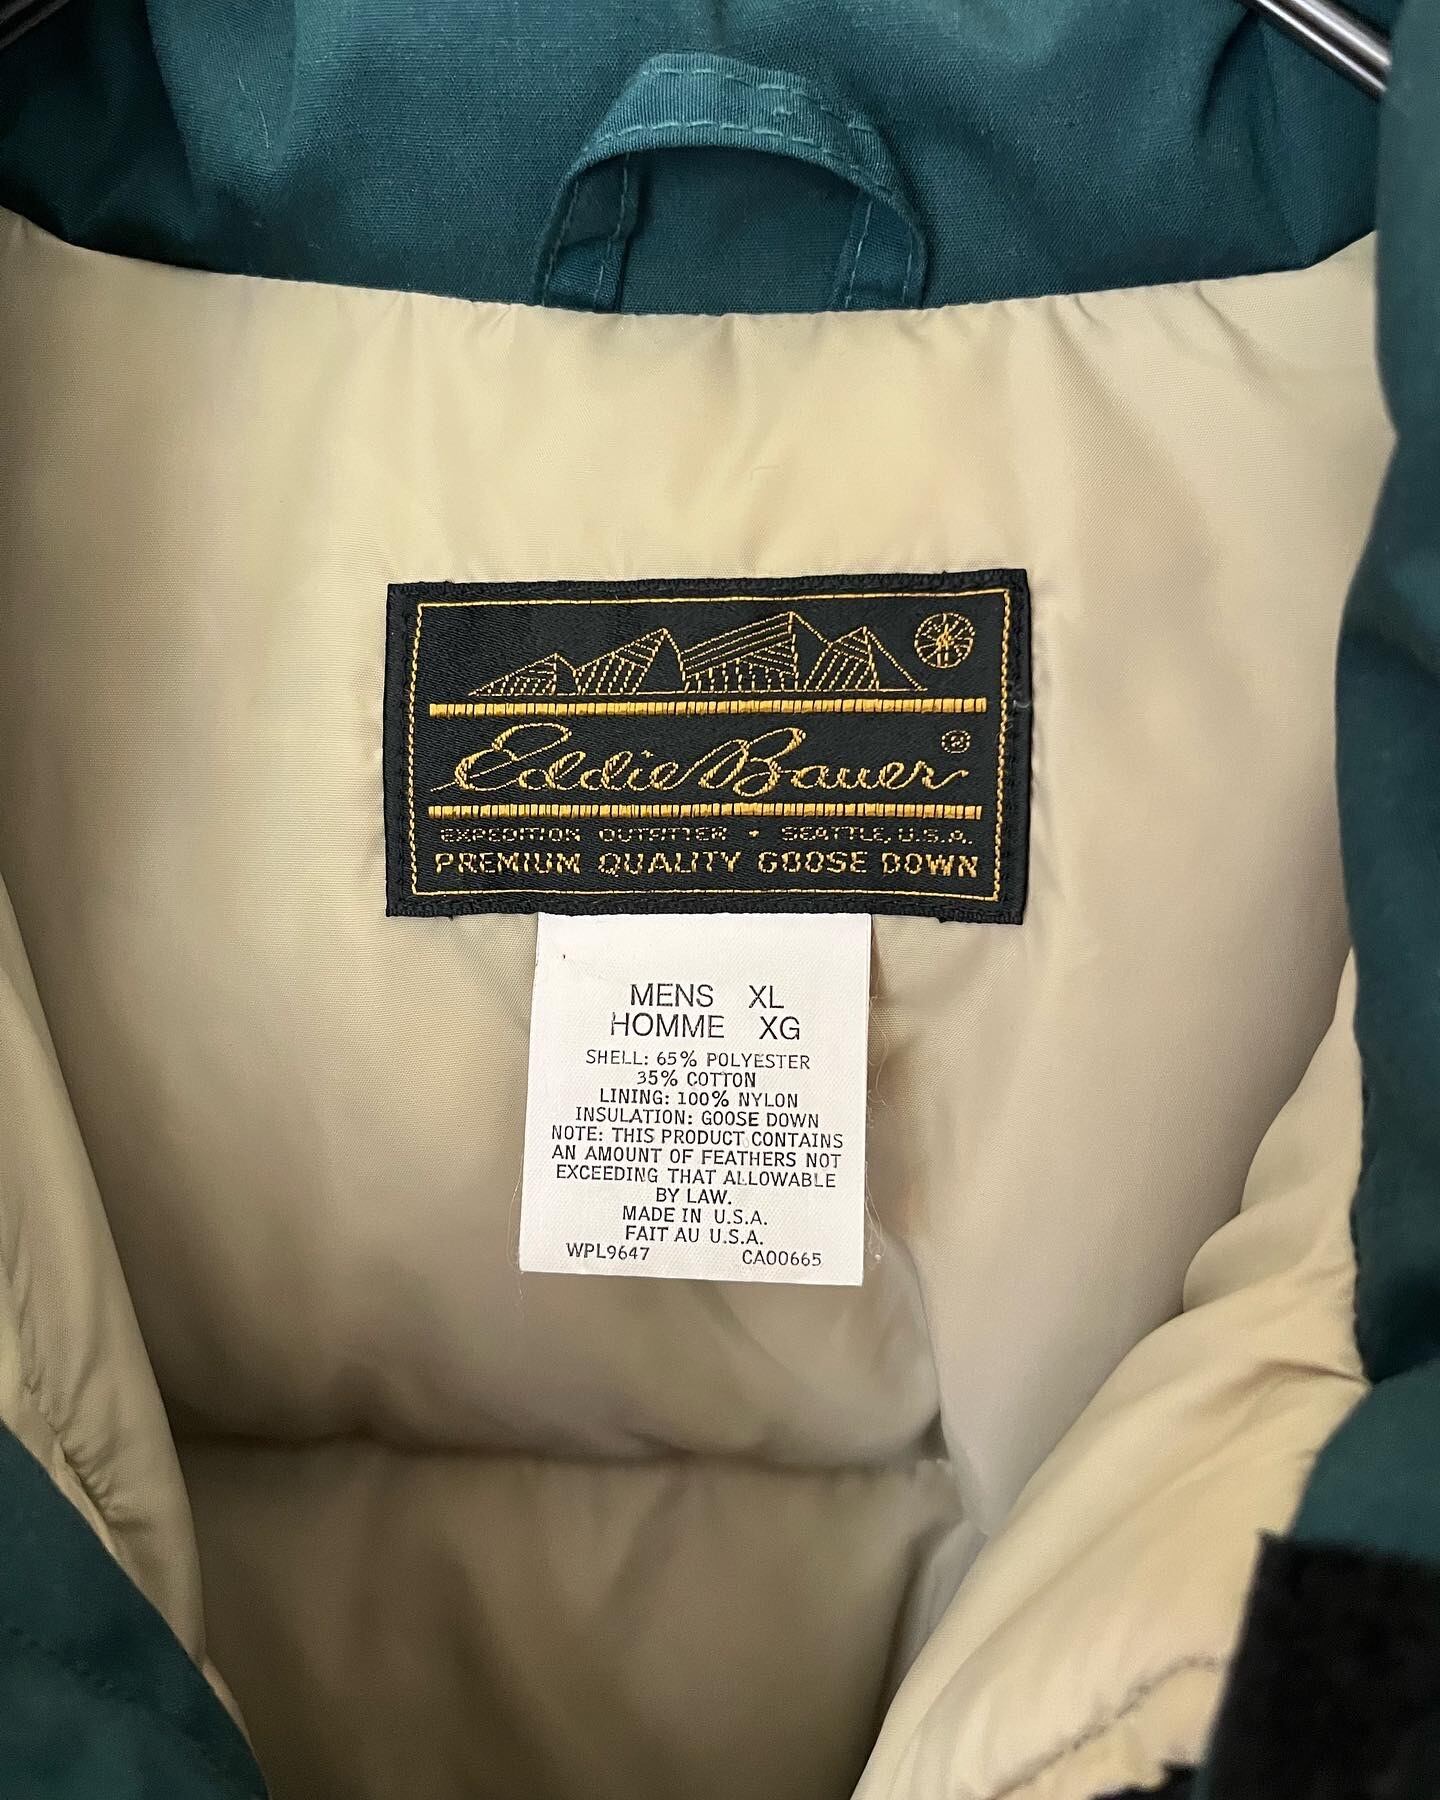 Eddie Bauer®
EXPEDITION OUTFITTER • SEATTLE, U.S.A.
PREMIUM QUALITY GOOSE DOWN
MENS XL
HOMME XG
SHELL: 65% POLYESTER
35% COTTON
LINING: 100% NYLON
INSULATION: GOOSE DOWN
NOTE: THIS PRODUCT CONTAINS
AN AMOUNT OF FEATHERS NOT
EXCEEDING THAT ALLOWABLE
BY LAW.
MADE IN U.S.A.
FAIT AU U.S.A.
WPL9647 CA00665